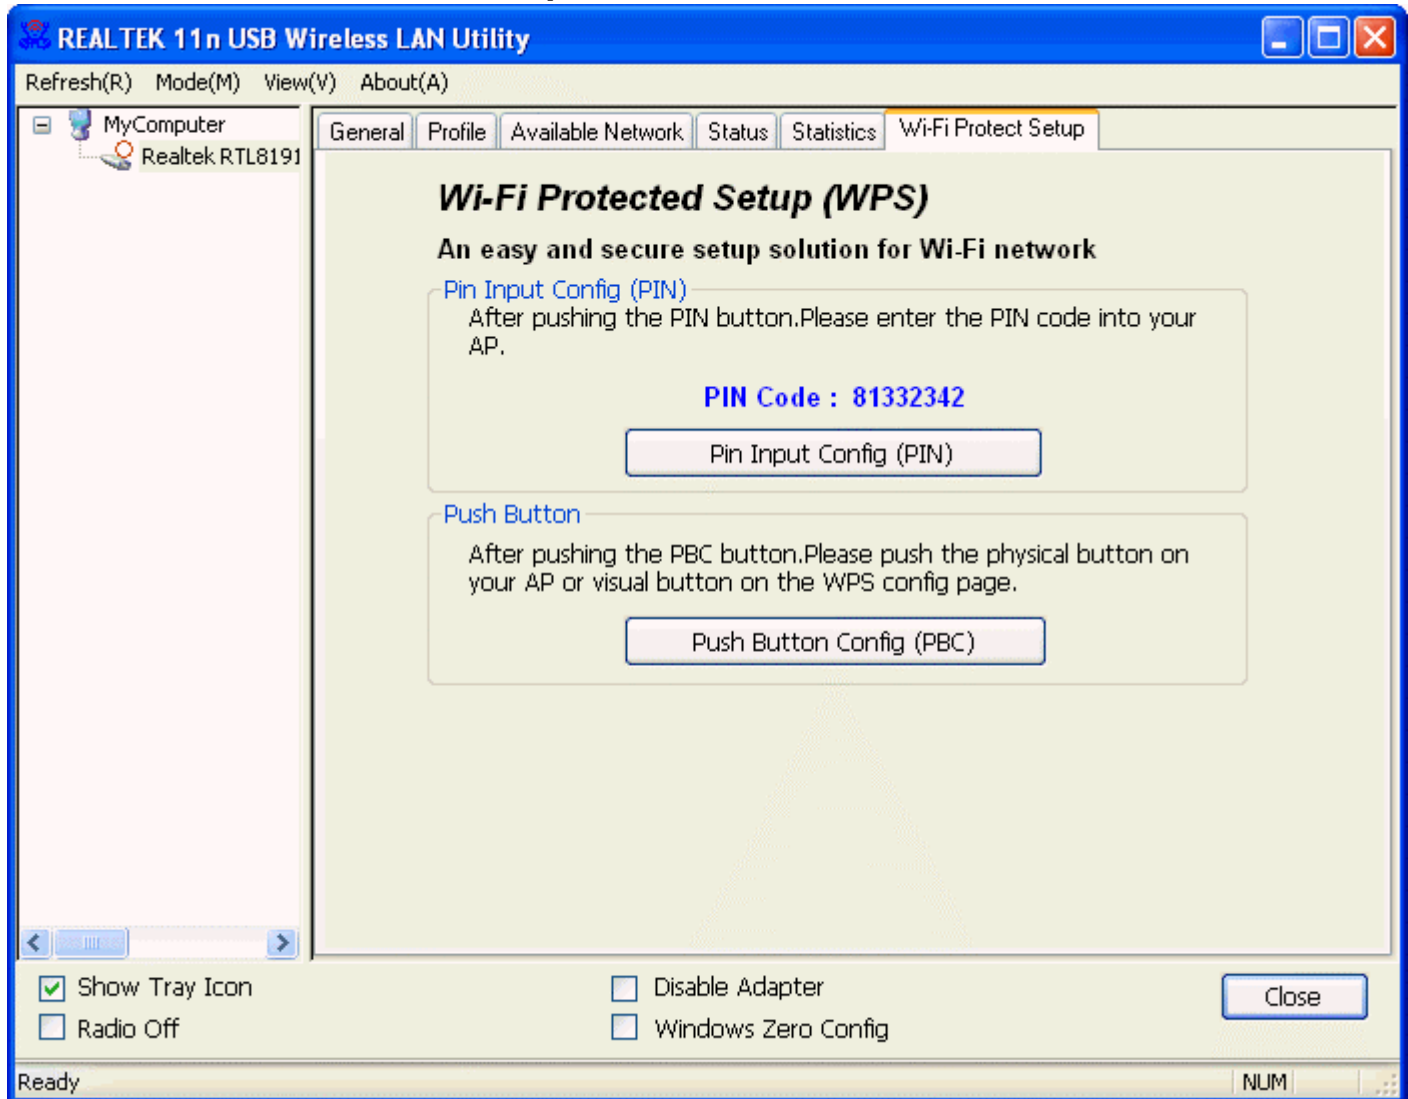 REALTEK 11n USB Wireless LAN Utility
Refresh(R) Mode(M) View(V) About(A)
MyComputer
Realtek RTL8191
General Profile Available Network Status Statistics Wi-Fi Protect Setup
Wi-Fi Protected Setup (WPS)
An easy and secure setup solution for Wi-Fi network
Pin Input Config (PIN)
After pushing the PIN button.Please enter the PIN code into your
AP.
PIN Code : 81332342
Pin Input Config (PIN)
Push Button
After pushing the PBC button.Please push the physical button on
your AP or visual button on the WPS config page.
Push Button Config (PBC)
Show Tray Icon
Disable Adapter
Close
Radio Off
Windows Zero Config
Ready
NUM